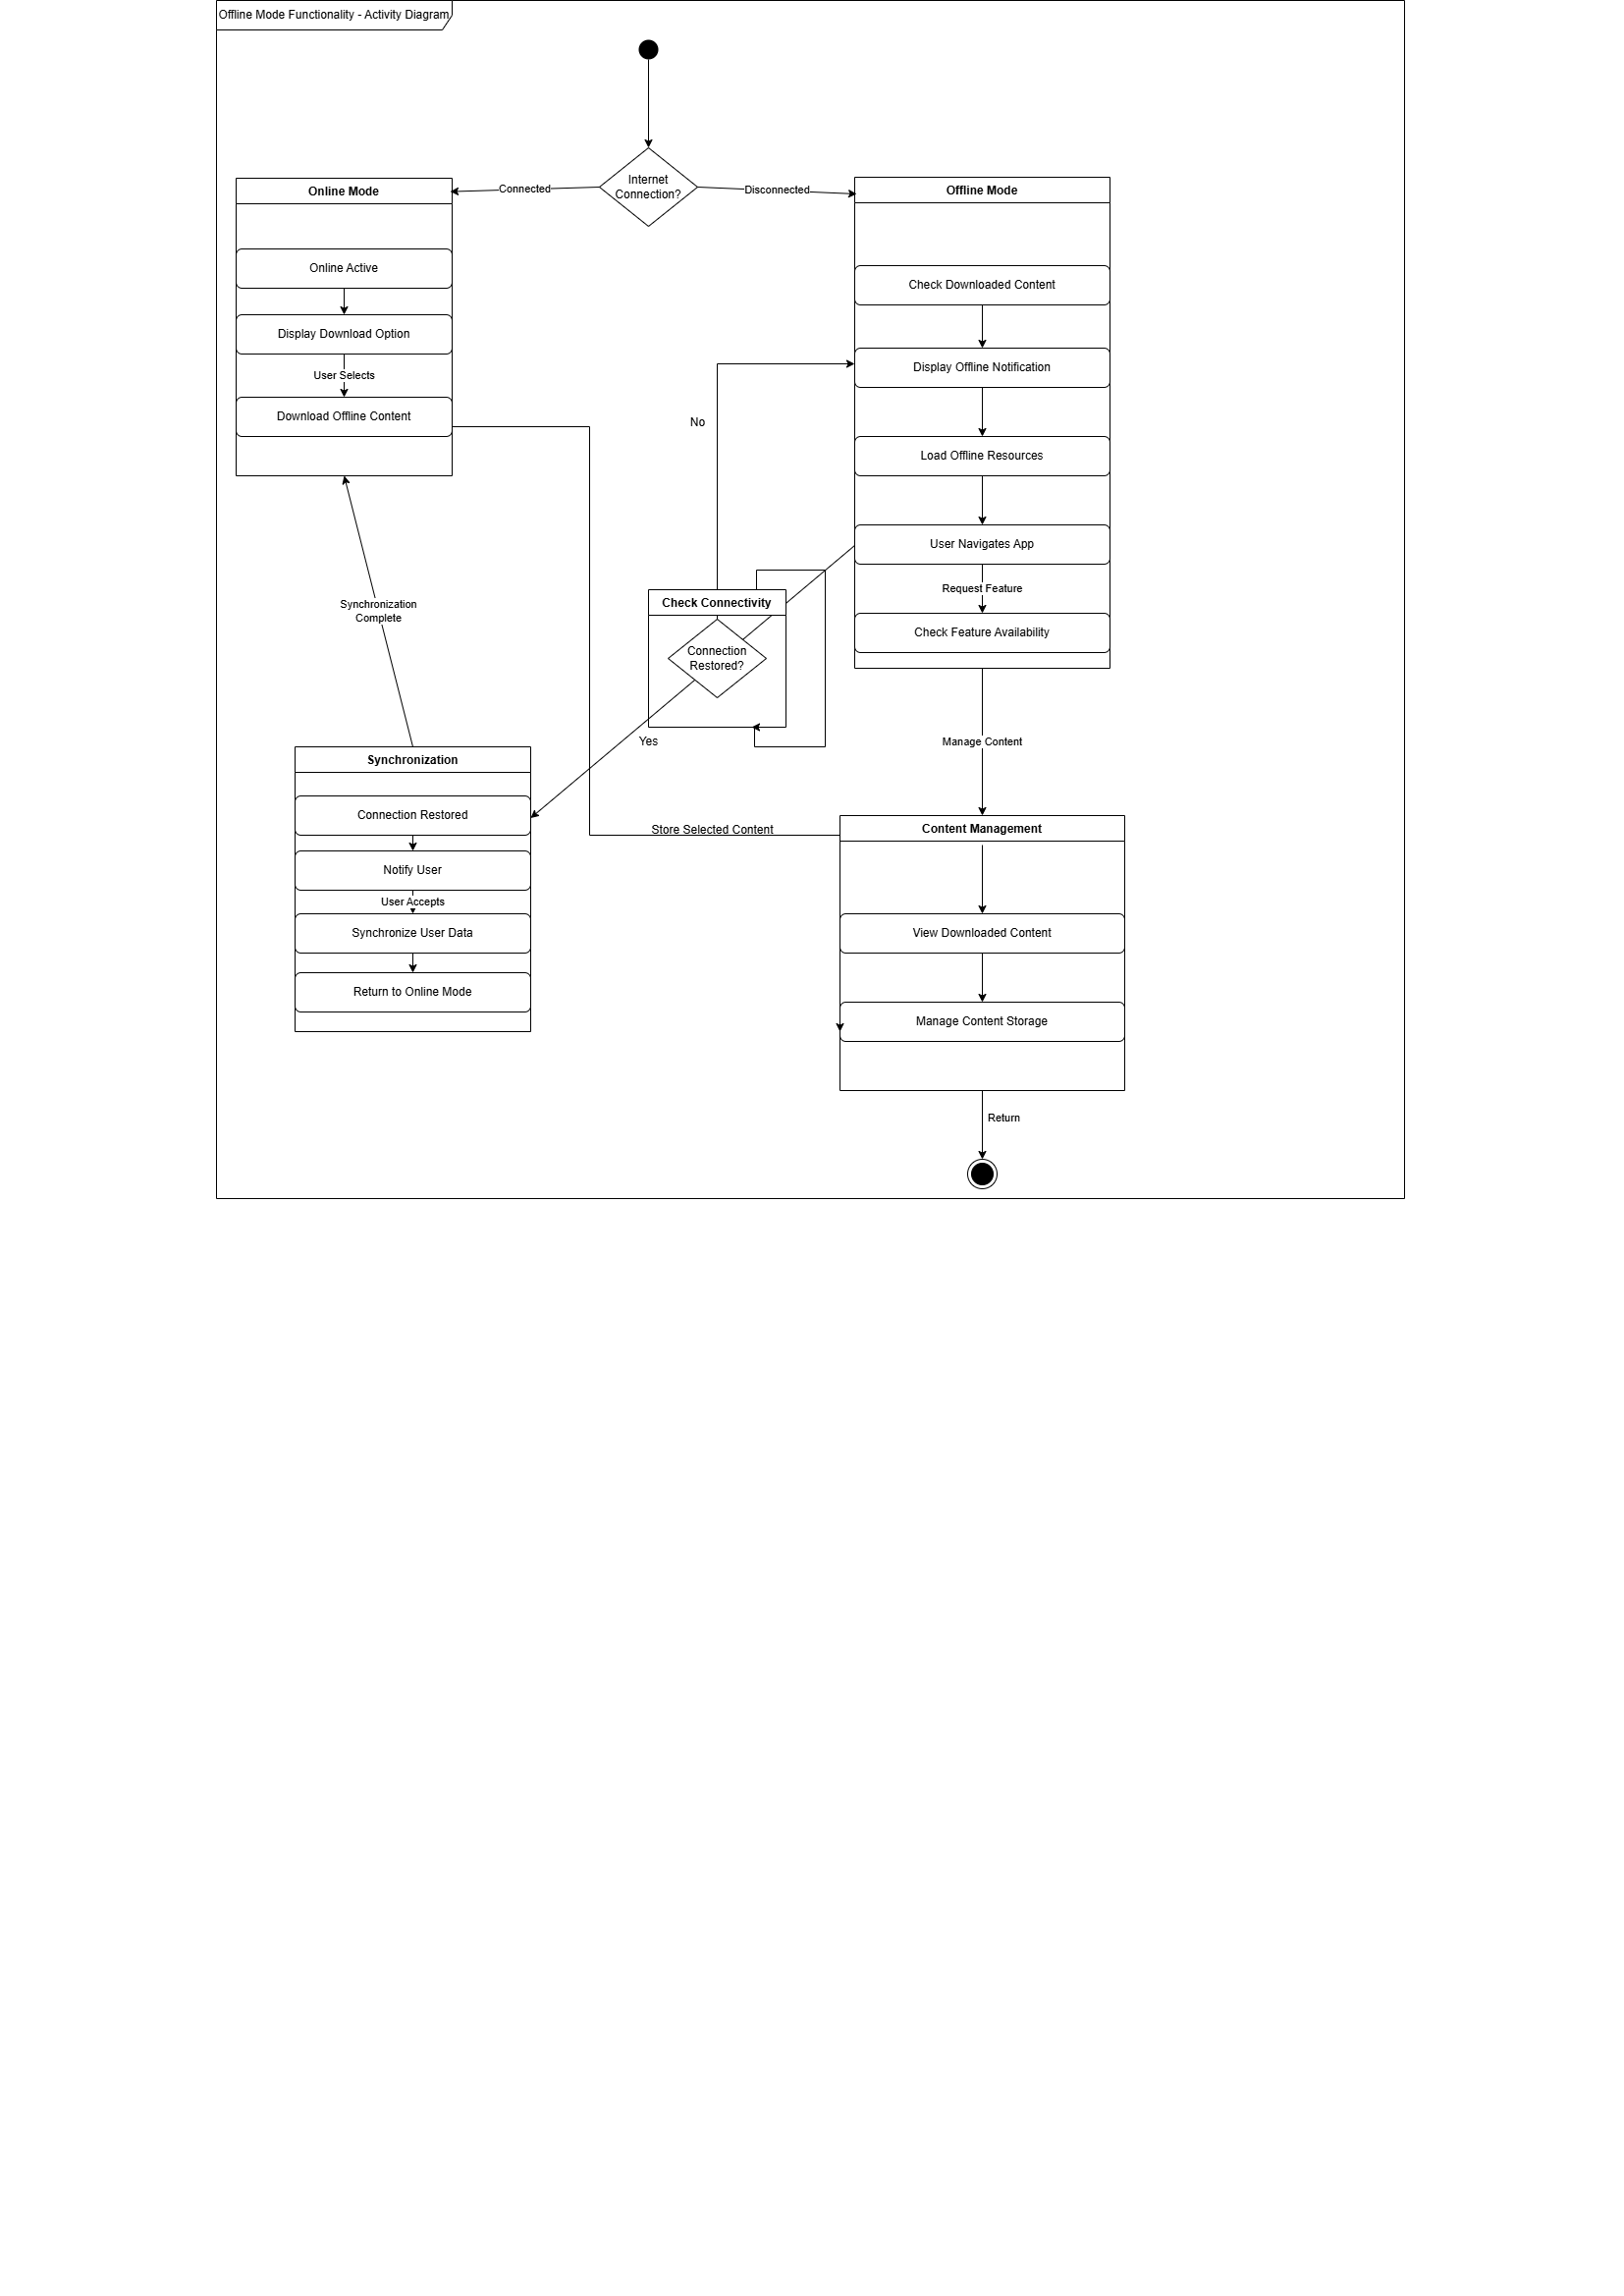 Offline Mode Functionality - Activity Diagram
Internet
Connection?
Connected
Disconnected
Online Mode
Online Active
Display Download Option
User Selects
Download Offline Content
Offline Mode
Check Downloaded Content
Display Offline Notification
Load Offline Resources
User Navigates App
Request Feature
Check Feature Availability
No
Check Connectivity
Connection
Restored?
Yes
Synchronization
Complete
Manage Content
Synchronization
Connection Restored
Notify User
User Accepts
Synchronize User Data
Return to Online Mode
Store Selected Content
Content Management
View Downloaded Content
Manage Content Storage
Return